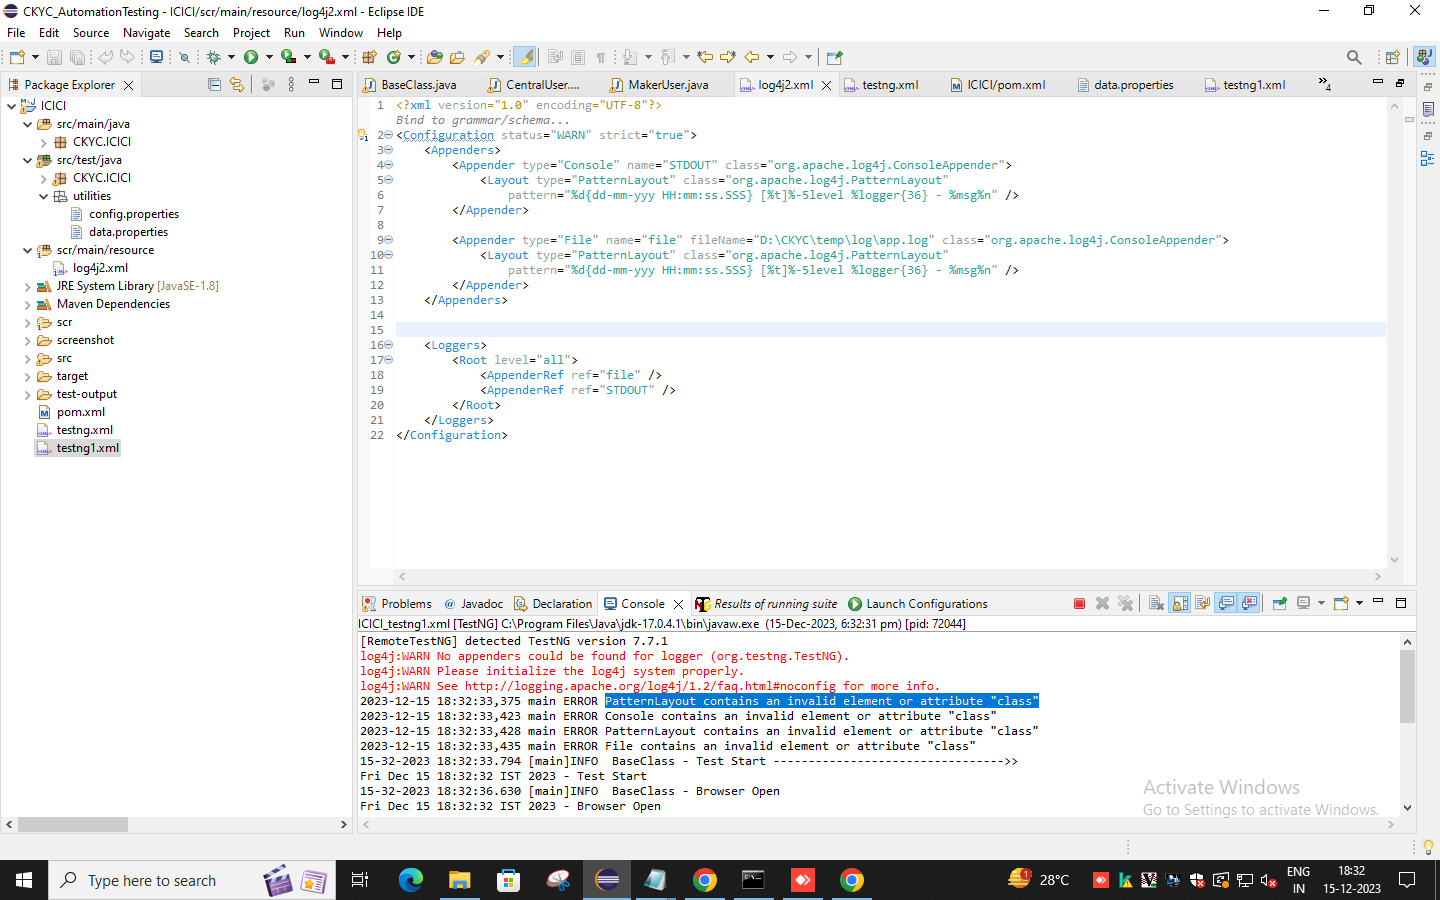 CKYC_AutomationTesting - ICICI/scr/main/resource/log4j2.xml - Eclipse IDE
File Edit Source Navigate Search Project Run Window Help
Package Explorer
ICICI
src/main/java
CKYC.ICICI
src/test/java
CKYC.ICICI
utilities
config.properties
data.properties
scr/main/resource
log4j2.xml
JRE System Library [JavaSE-1.8]
Maven Dependencies
scr
screenshot
src
target
test-output
pom.xml
testng.xml
testng1.xml
BaseClass.java CentralUser.... MakerUser.java log4j2.xml testng.xml ICICI/pom.xml data.properties testng1.xml 4
1 <?xml version="1.0" encoding="UTF-8"?>
Bind to grammar/schema...
2 <Configuration status="WARN" strict="true">
3 <Appenders>
4 <Appender type="Console" name="STDOUT" class="org.apache.log4j.ConsoleAppender">
5 <Layout type="PatternLayout" class="org.apache.log4j.PatternLayout"
6 pattern="%d{dd-mm-yyy HH:mm:ss.SSS} [%t]%-5level %logger{36} - %msg%n" />
7 </Appender>
8
9 <Appender type="File" name="file" fileName="D:\CKYC\temp\log\app.log" class="org.apache.log4j.ConsoleAppender">
10 <Layout type="PatternLayout" class="org.apache.log4j.PatternLayout"
11 pattern="%d{dd-mm-yyy HH:mm:ss.SSS} [%t]%-5level %logger{36} - %msg%n" />
12 </Appender>
13 </Appenders>
14
15
16 <Loggers>
17 <Root level="all">
18 <AppenderRef ref="file" />
19 <AppenderRef ref="STDOUT" />
20 </Root>
21 </Loggers>
22 </Configuration>
Problems @ Javadoc Declaration Console Results of running suite Launch Configurations
ICICI_testng1.xml [TestNG] C:\Program Files\Java\jdk-17.0.4.1\bin\javaw.exe (15-Dec-2023, 6:32:31 pm) [pid: 72044]
[RemoteTestNG] detected TestNG version 7.7.1
log4j:WARN No appenders could be found for logger (org.testng.TestNG).
log4j:WARN Please initialize the log4j system properly.
log4j:WARN See http://logging.apache.org/log4j/1.2/faq.html#noconfig for more info.
2023-12-15 18:32:33,375 main ERROR PatternLayout contains an invalid element or attribute "class"
2023-12-15 18:32:33,423 main ERROR Console contains an invalid element or attribute "class"
2023-12-15 18:32:33,428 main ERROR PatternLayout contains an invalid element or attribute "class"
2023-12-15 18:32:33,435 main ERROR File contains an invalid element or attribute "class"
15-32-2023 18:32:33.794 [main]INFO  BaseClass - Test Start --------------------------------->>
Fri Dec 15 18:32:32 IST 2023 - Test Start
15-32-2023 18:32:36.630 [main]INFO  BaseClass - Browser Open
Fri Dec 15 18:32:32 IST 2023 - Browser Open
Activate Windows
Go to Settings to activate Windows.
Type here to search
28°C
ENG
IN
18:32
15-12-2023